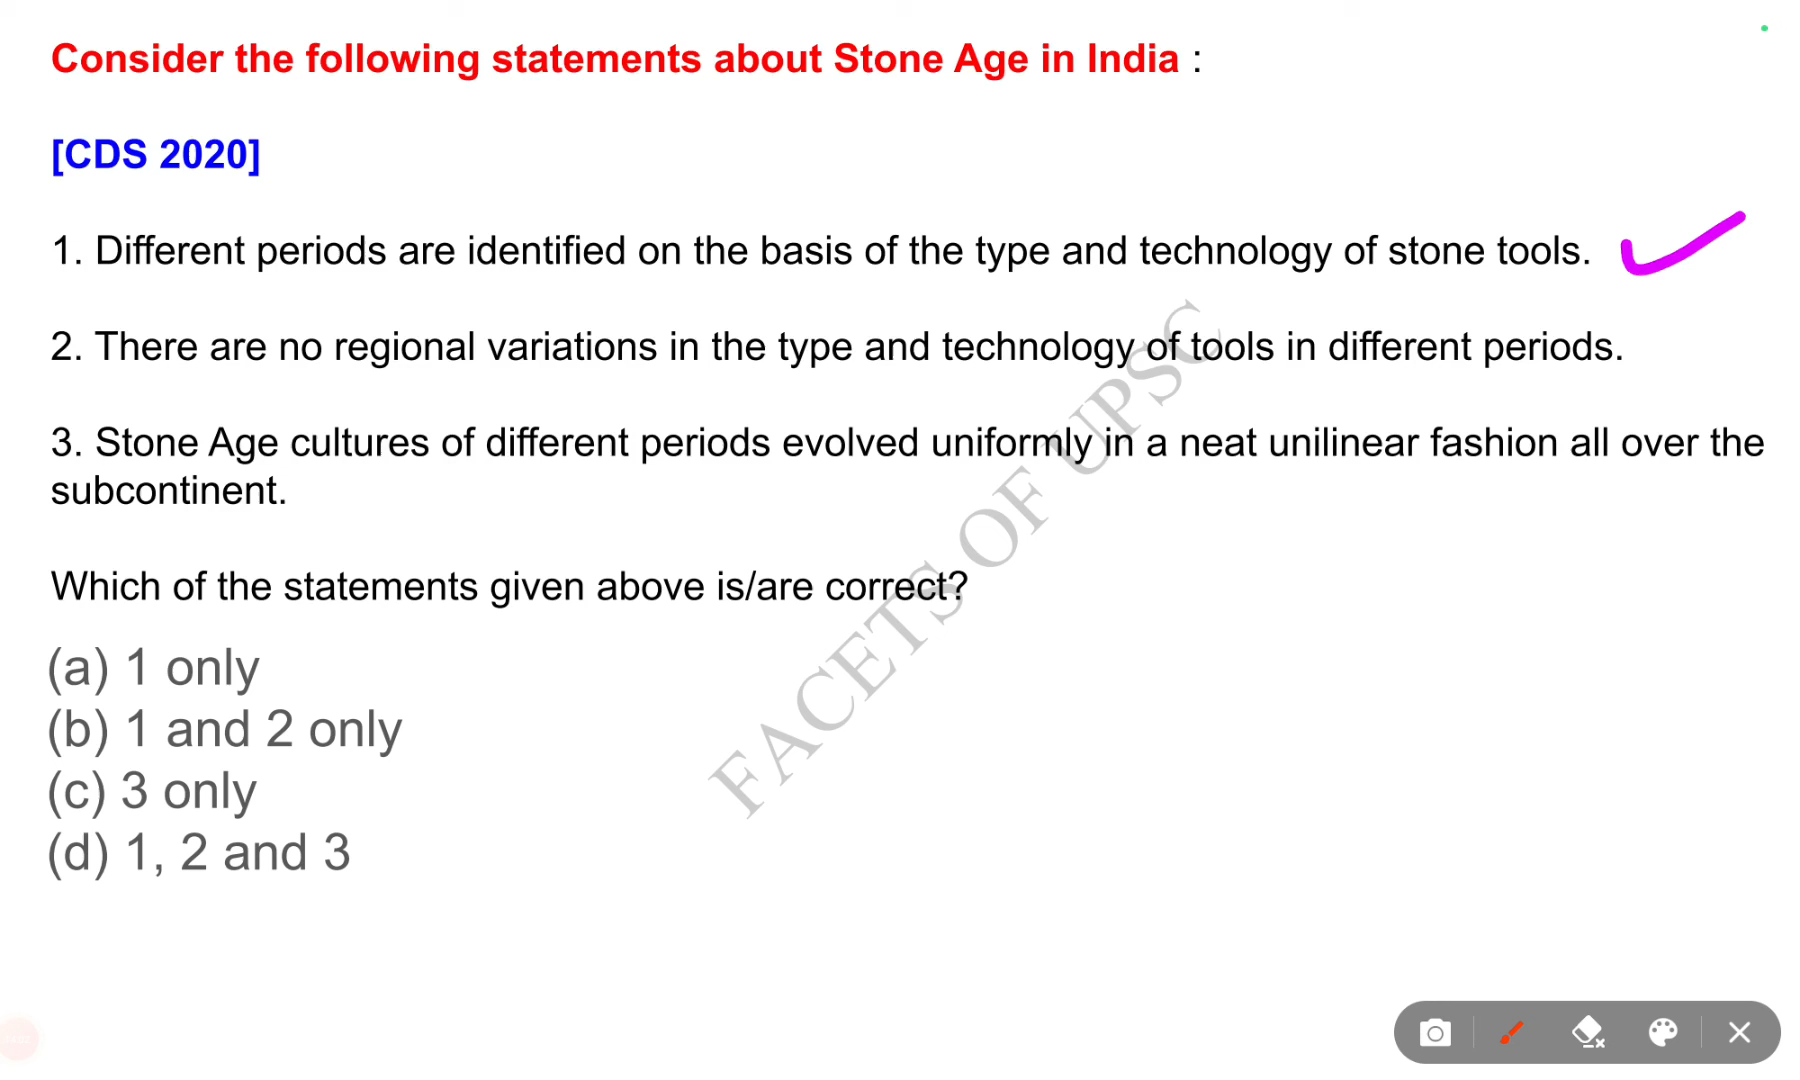 Consider the following statements about Stone Age in India :
[CDS 2020]
1. Different periods are identified on the basis of the type and technology of stone tools.
2. There are no regional variations in the type and technology of tools in different periods.
3. Stone Age cultures of different periods evolved uniformly in a neat unilinear fashion all over the
subcontinent.
Which of the statements given above is/are correct?
(a) 1 only
(b) 1 and 2 only
(c) 3 only
(d) 1, 2 and 3
FACETS OF UPSC